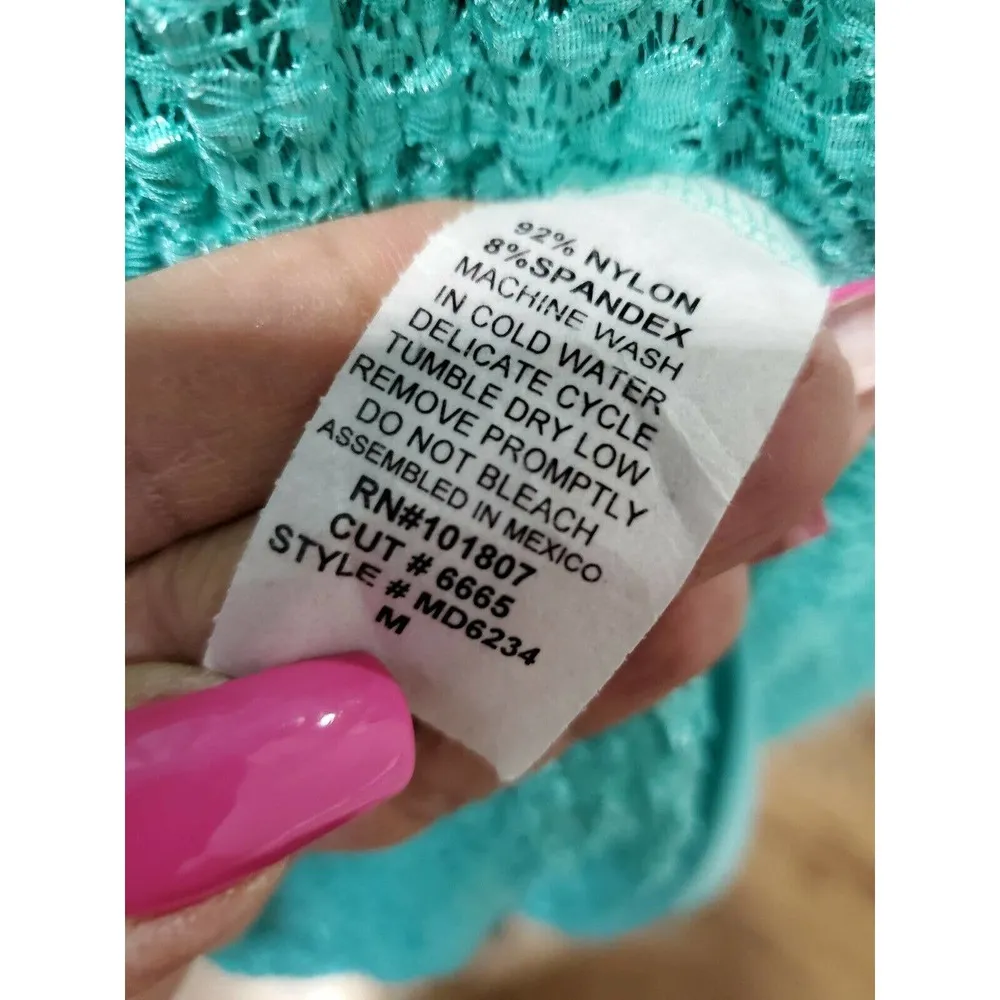 92% NYLON
8%SPANDEX
MACHINE WASH
IN COLD WATER
DELICATE CYCLE
TUMBLE DRY LOW
REMOVE PROMPTLY
DO NOT BLEACH
ASSEMBLED IN MEXICO
RN#101807
CUT # 6665
STYLE # MD6234
M